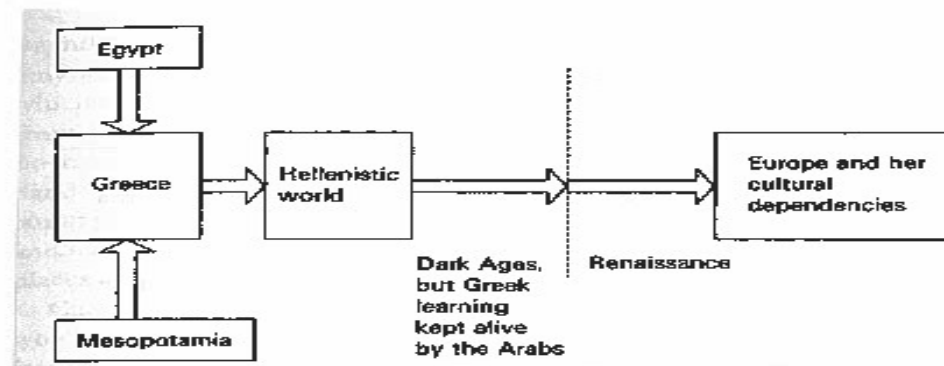 Egypt
Greece
Hellenistic
world
Europe and her
cultural
dependencies
Dark Ages,
but Greek
learning
kept alive
by the Arabs
Renaissance
Mesopotamia